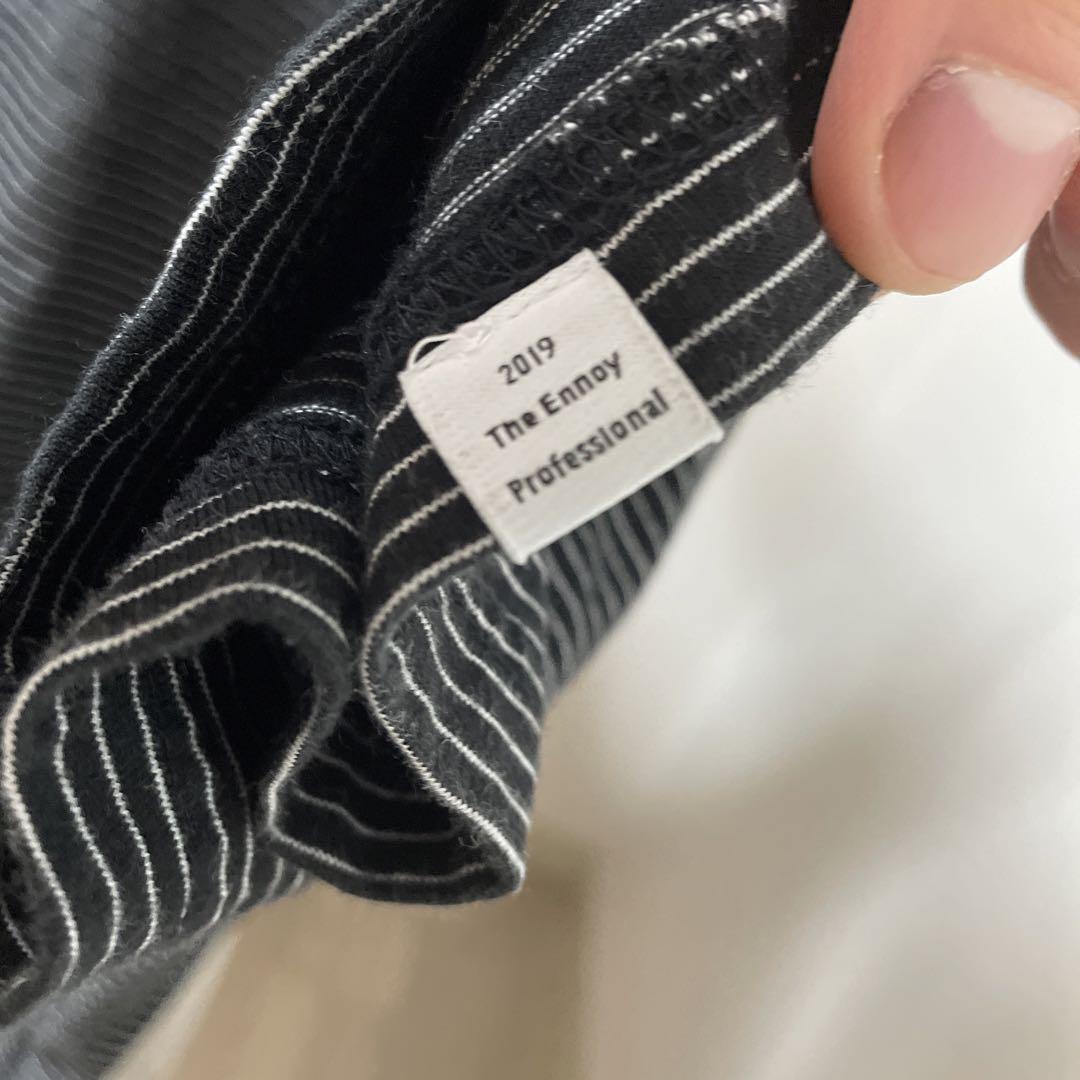 2019
The Ennoy
Professional